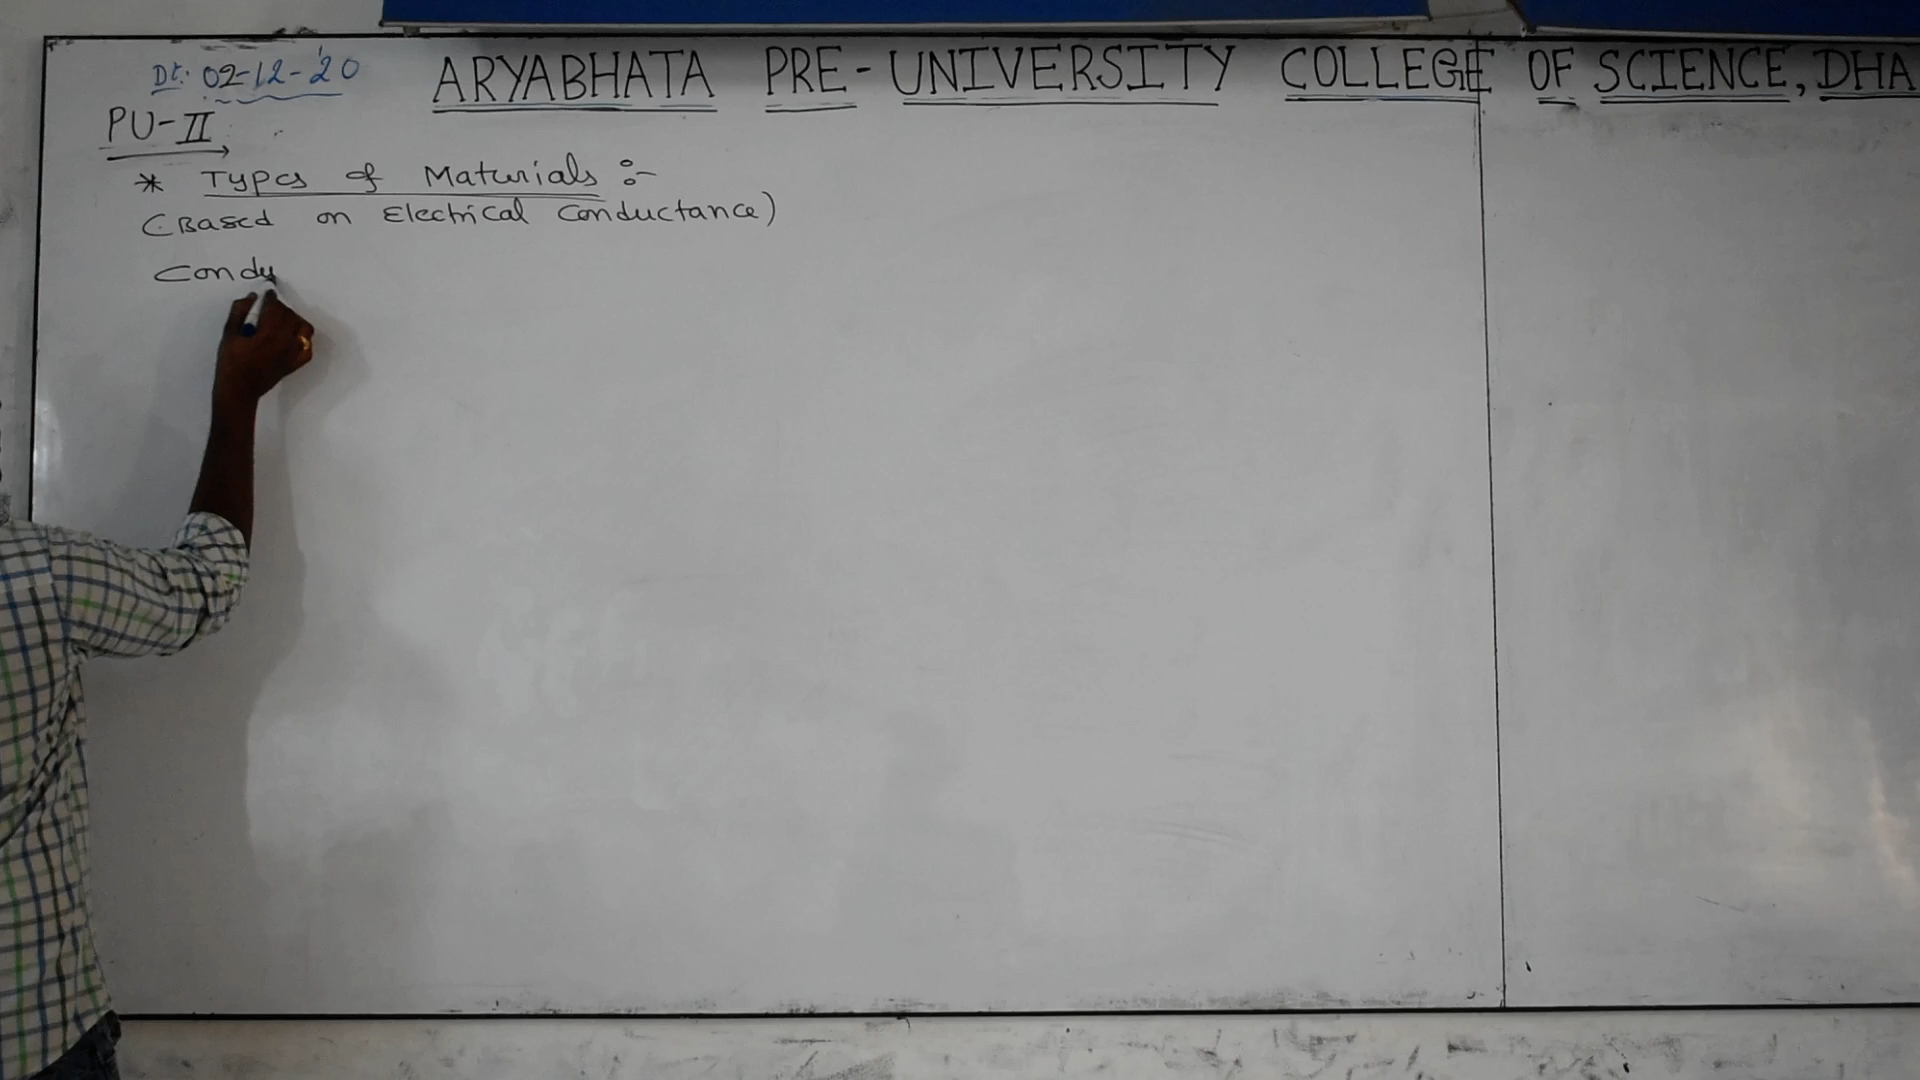 Dt: 02-12-20
ARYABHATA PRE-UNIVERSITY COLLEGE OF SCIENCE, DHA
PU-II
* Types of Materials :-
(Based on Electrical Conductance)
Condu